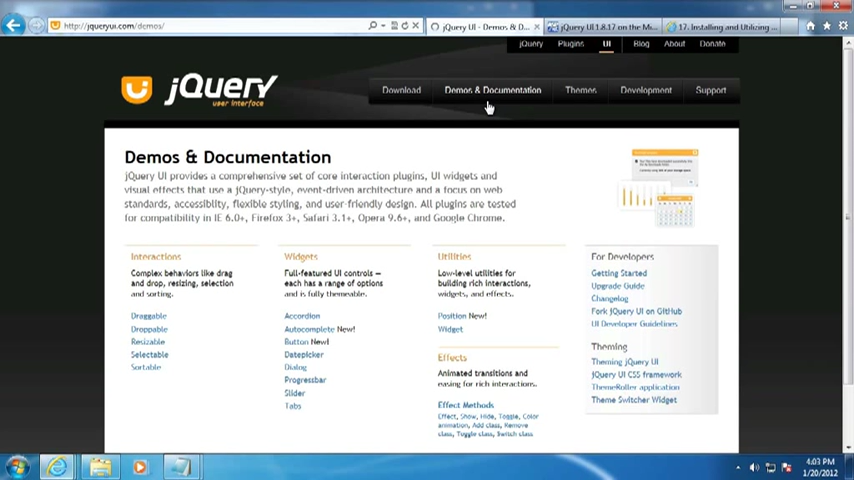 http://jqueryui.com/demos/
jQuery UI - Demos & D...
jQuery UI 1.8.17 on the Mi...
17. Installing and Utilizing ...
jQuery
Plugins
UI
Blog
About
Donate
jQuery
user interface
Download
Demos & Documentation
Themes
Development
Support
Demos & Documentation
jQuery UI provides a comprehensive set of core interaction plugins, UI widgets and
visual effects that use a jQuery-style, event-driven architecture and a focus on web
standards, accessiblity, flexible styling, and user-friendly design. All plugins are tested
for compatibility in IE 6.0+, Firefox 3+, Safari 3.1+, Opera 9.6+, and Google Chrome.
Interactions
Complex behaviors like drag
and drop, resizing, selection
and sorting.
Draggable
Droppable
Resizable
Selectable
Sortable
Widgets
Full-featured UI controls —
each has a range of options
and is fully themeable.
Accordion
Autocomplete New!
Button New!
Datepicker
Dialog
Progressbar
Slider
Tabs
Utilities
Low-level utilities for
building rich interactions,
widgets, and effects.
Position New!
Widget
Effects
Animated transitions and
easing for rich interactions.
Effect Methods
Effect, Show, Hide, Toggle, Color
animation, Add class, Remove
class, Toggle class, Switch class
For Developers
Getting Started
Upgrade Guide
Changelog
Fork jQuery UI on GitHub
UI Developer Guidelines
Theming
Theming jQuery UI
jQuery UI CSS framework
ThemeRoller application
Theme Switcher Widget
4:03 PM
1/20/2012